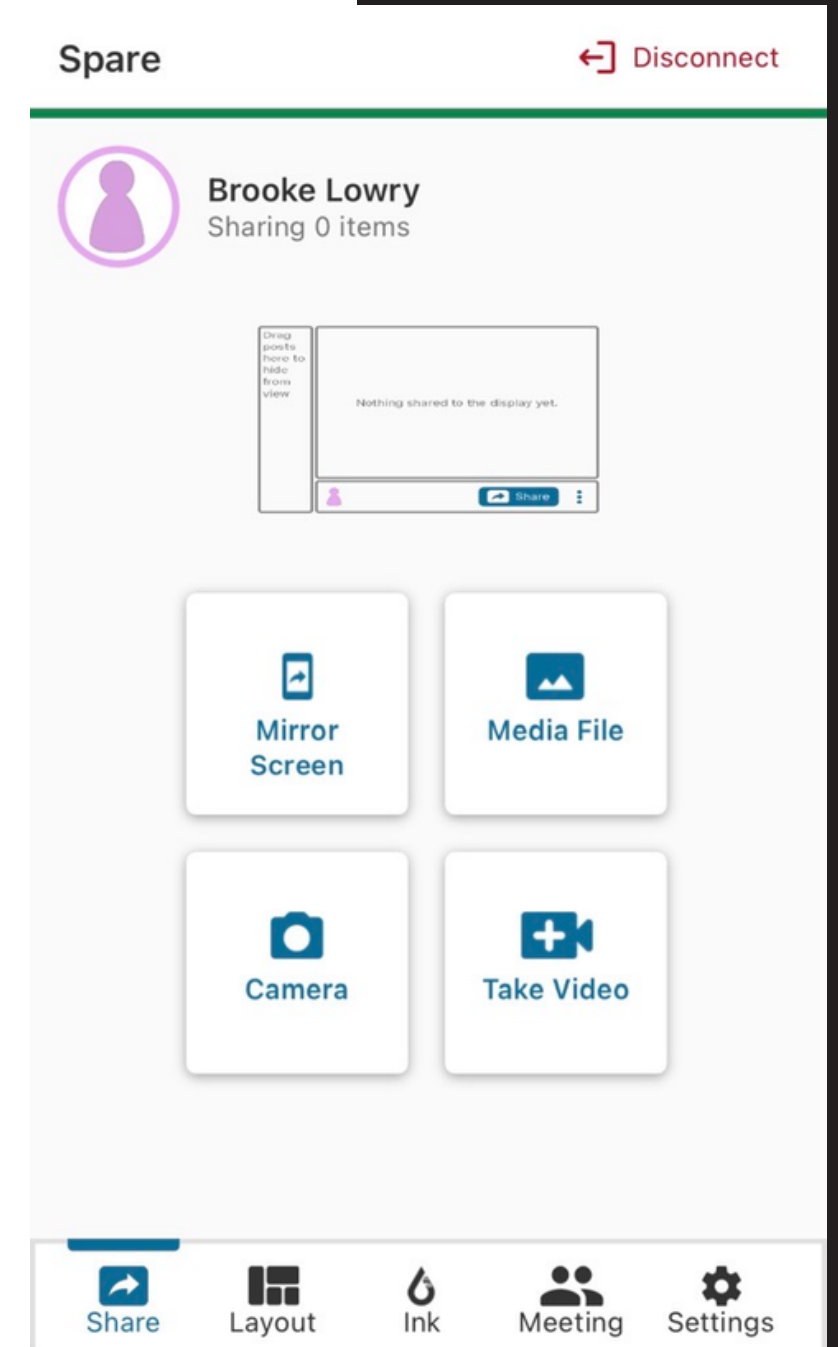 Spare
Disconnect
Brooke Lowry
Sharing 0 items
Drag
posts
here to
hide
from
view
Nothing shared to the display yet.
Share
Mirror
Screen
Media File
Camera
Take Video
Share
Layout
Ink
Meeting
Settings